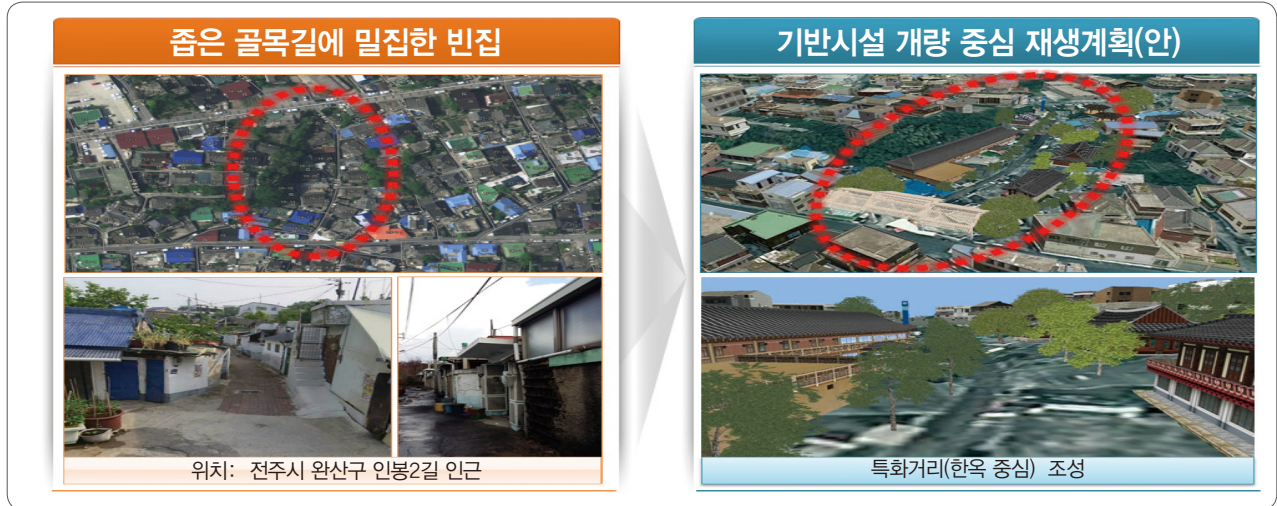 좁은 골목길에 밀집한 빈집
위치: 전주시 완산구 인봉2길 인근
기반시설 개량 중심 재생계획(안)
특화거리(한옥 중심) 조성